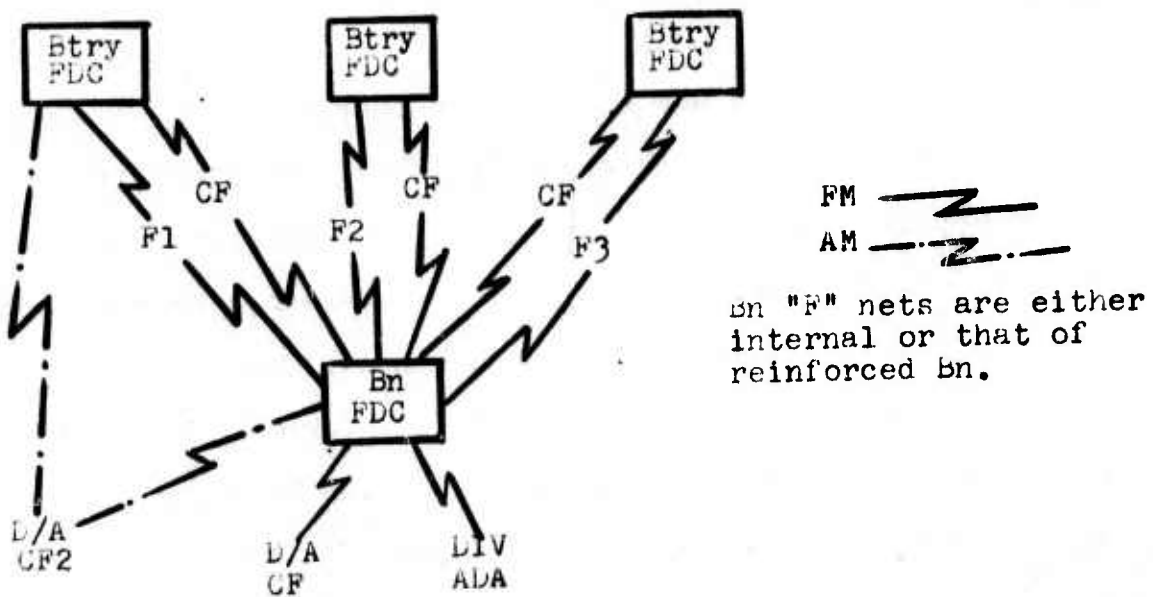 Btry
FDC
Btry
FDC
Btry
FDC
CF
CF
CF
F1
F2
F3
FM
AM
Bn "F" nets are either
internal or that of
reinforced Bn.
Bn
FDC
D/A
CF2
D/A
CF
DIV
ADA